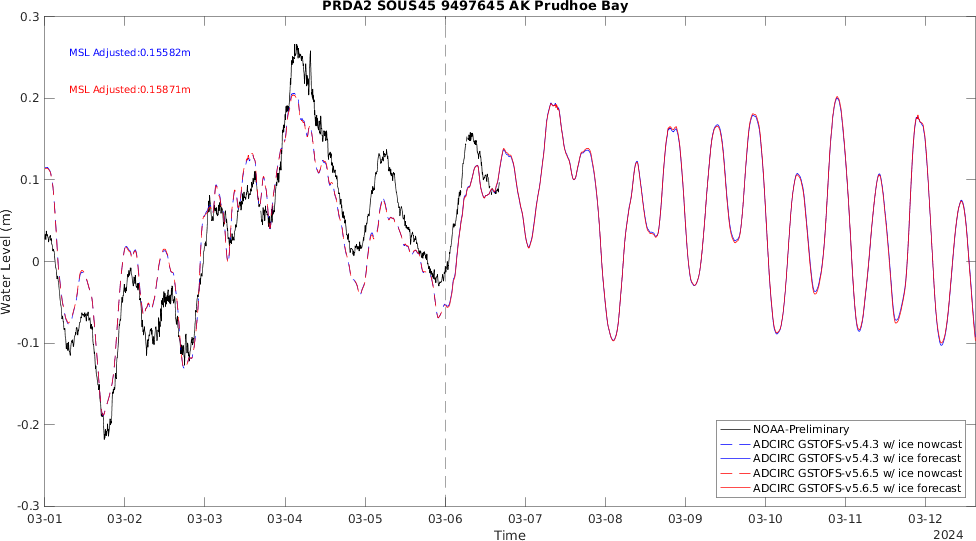 PRDA2 SOUS45 9497645 AK Prudhoe Bay
MSL Adjusted:0.15582m
MSL Adjusted:0.15871m
Water Level (m)
0.3
0.2
0.1
0
-0.1
-0.2
-0.3
NOAA-Preliminary
ADCIRC GSTOFS-v5.4.3 w/ ice nowcast
ADCIRC GSTOFS-v5.4.3 w/ ice forecast
ADCIRC GSTOFS-v5.6.5 w/ ice nowcast
ADCIRC GSTOFS-v5.6.5 w/ ice forecast
03-01 03-02 03-03 03-04 03-05 03-06 03-07 03-08 03-09 03-10 03-11 03-12
Time
2024